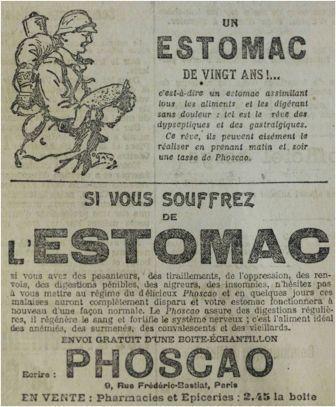 UN
ESTOMAC
DE VINGT ANS !...
c'est-à-dire un estomac assimilant
tous les aliments et les digérant
sans douleur : tel est le rêve des
dyspeptiques et des gastralgiques.
Ce rêve, ils peuvent aisément le
réaliser en prenant matin et soir
une tasse de Phoscao.
SI VOUS SOUFFREZ
DE
L'ESTOMAC
si vous avez des pesanteurs, des tiraillements, de l'oppression, des ren-
vois, des digestions pénibles, des aigreurs, des insomnies, n'hésitez pas
à vous mettre au régime du délicieux Phoscao et en quelques jours ces
malaises auront complètement disparu et votre estomac fonctionnera à
nouveau d'une façon normale. Le Phoscao assure des digestions réguliè-
res, il régénère le sang et fortifie le système nerveux ; c'est l'aliment idéal
des anémiés, des surmenés, des convalescents et des vieillards.
ENVOI GRATUIT D'UNE BOITE-ÉCHANTILLON
Ecrire : PHOSCAO
9, Rue Frédéric-Bastiat, Paris
EN VENTE : Pharmacies et Epiceries : 2.45 la boîte